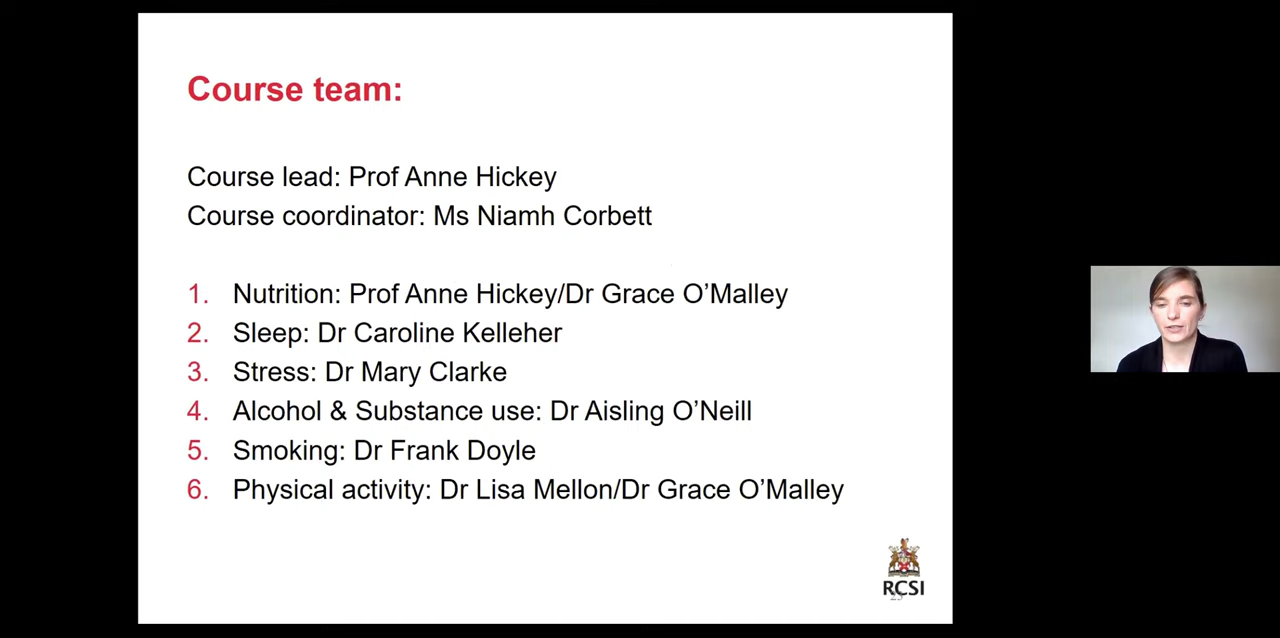 Course team:
Course lead: Prof Anne Hickey
Course coordinator: Ms Niamh Corbett
1. Nutrition: Prof Anne Hickey/Dr Grace O’Malley
2. Sleep: Dr Caroline Kelleher
3. Stress: Dr Mary Clarke
4. Alcohol & Substance use: Dr Aisling O’Neill
5. Smoking: Dr Frank Doyle
6. Physical activity: Dr Lisa Mellon/Dr Grace O’Malley
RCSI